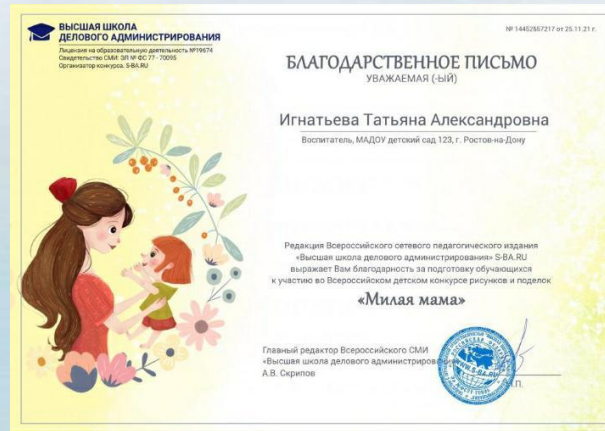 ВЫСШАЯ ШКОЛА
ДЕЛОВОГО АДМИНИСТРИРОВАНИЯ
Лицензия на образовательную деятельность №19674
Свидетельство СМИ: ЭЛ № ФС 77 - 70095
Организатор конкурса: S-BA.RU
№ 14452557217 от 25.11.21 г.
БЛАГОДАРСТВЕННОЕ ПИСЬМО
УВАЖАЕМАЯ (-ЫЙ)
Игнатьева Татьяна Александровна
Воспитатель, МАДОУ детский сад 123, г. Ростов-на-Дону
Редакция Всероссийского сетевого педагогического издания
«Высшая школа делового администрирования» S-BA.RU
выражает Вам благодарность за подготовку обучающихся
к участию во Всероссийском детском конкурсе рисунков и поделок
«Милая мама»
Главный редактор Всероссийского СМИ
«Высшая школа делового администрирования»
А.В. Скрипов
WWW.S-BA.RU
М.П.